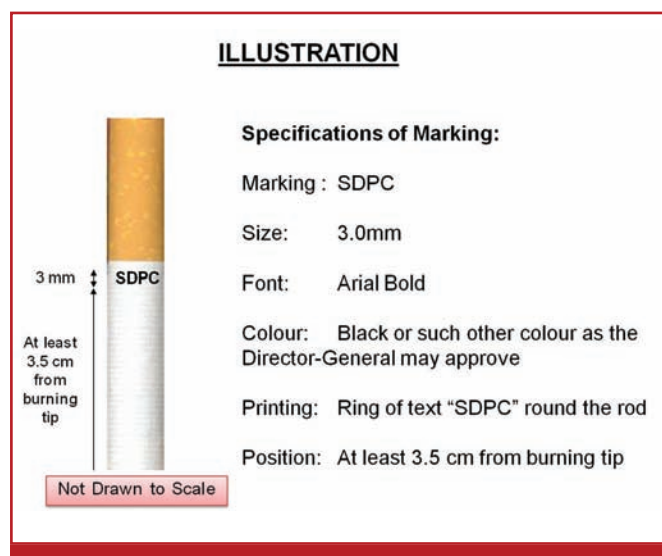 ILLUSTRATION
Specifications of Marking:
Marking : SDPC
Size: 3.0mm
Font: Arial Bold
Colour: Black or such other colour as the
Director-General may approve
Printing: Ring of text “SDPC” round the rod
Position: At least 3.5 cm from burning tip
3 mm
SDPC
At least
3.5 cm
from
burning
tip
Not Drawn to Scale